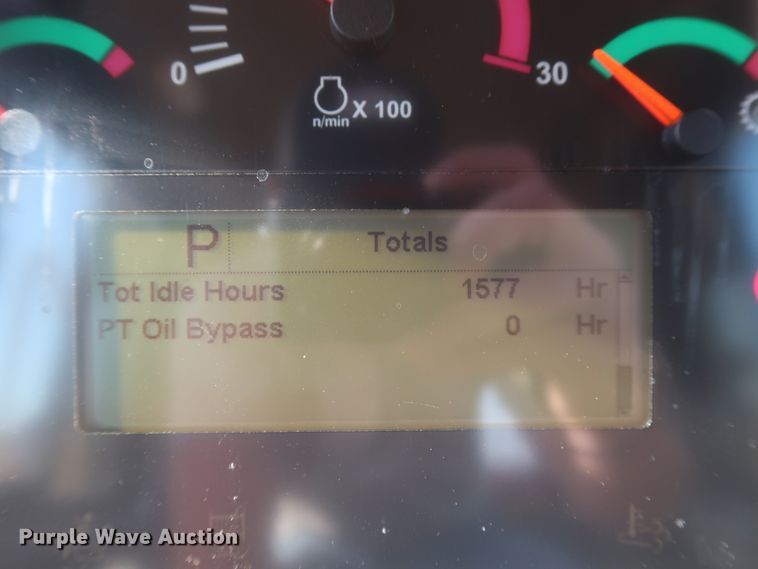 0
30
n/min X 100
P Totals
Tot Idle Hours 1577 Hr
PT Oil Bypass 0 Hr
Purple Wave Auction